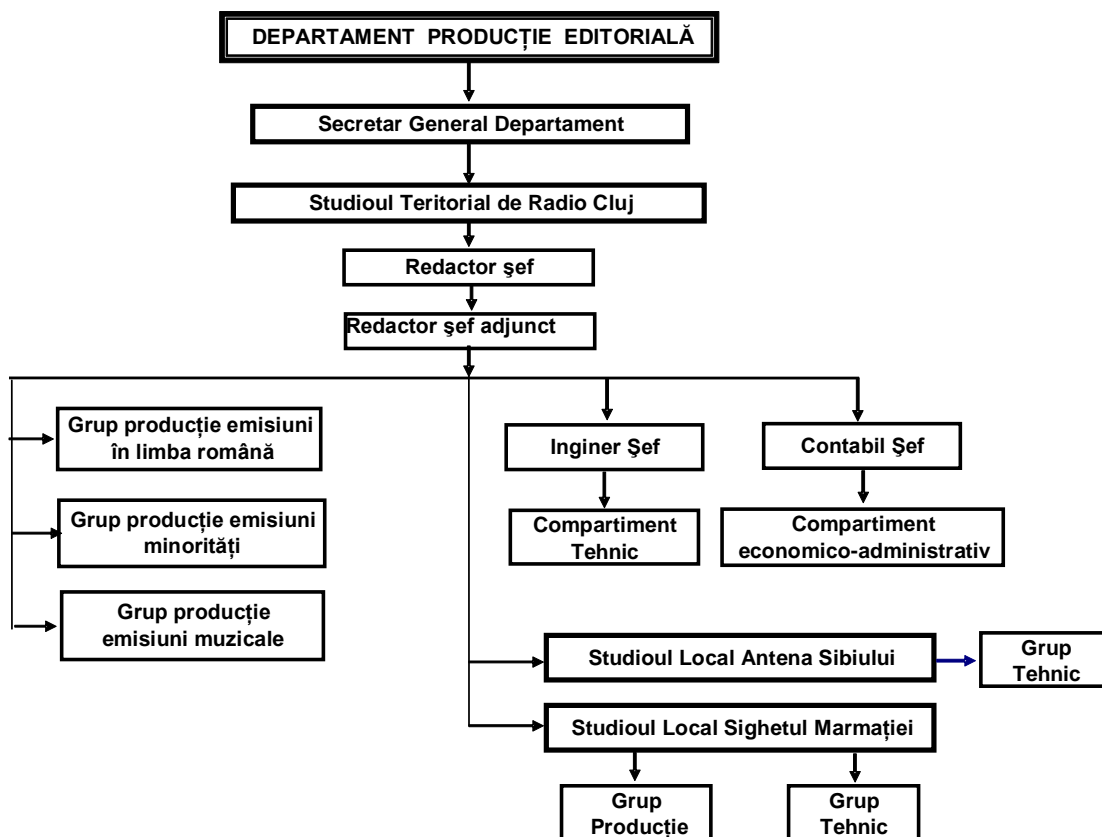 DEPARTAMENT PRODUCȚIE EDITORIALĂ
Secretar General Departament
Studioul Teritorial de Radio Cluj
Redactor şef
Redactor şef adjunct
Grup producție emisiuni
în limba română
Inginer Şef
Contabil Şef
Grup producție emisiuni
minorități
Compartiment
Tehnic
Compartiment
economico-administrativ
Grup producție
emisiuni muzicale
Studioul Local Antena Sibiului
Grup
Tehnic
Studioul Local Sighetul Marmației
Grup
Producție
Grup
Tehnic